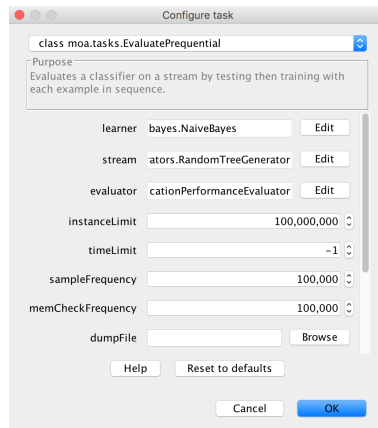 Configure task
class moa.tasks.EvaluatePrequential
Purpose
Evaluates a classifier on a stream by testing then training with
each example in sequence.
learner bayes.NaiveBayes Edit
stream rators.RandomTreeGenerator Edit
evaluator cationPerformanceEvaluator Edit
instanceLimit 100,000,000
timeLimit −1
sampleFrequency 100,000
memCheckFrequency 100,000
dumpFile Browse
Help Reset to defaults
Cancel OK